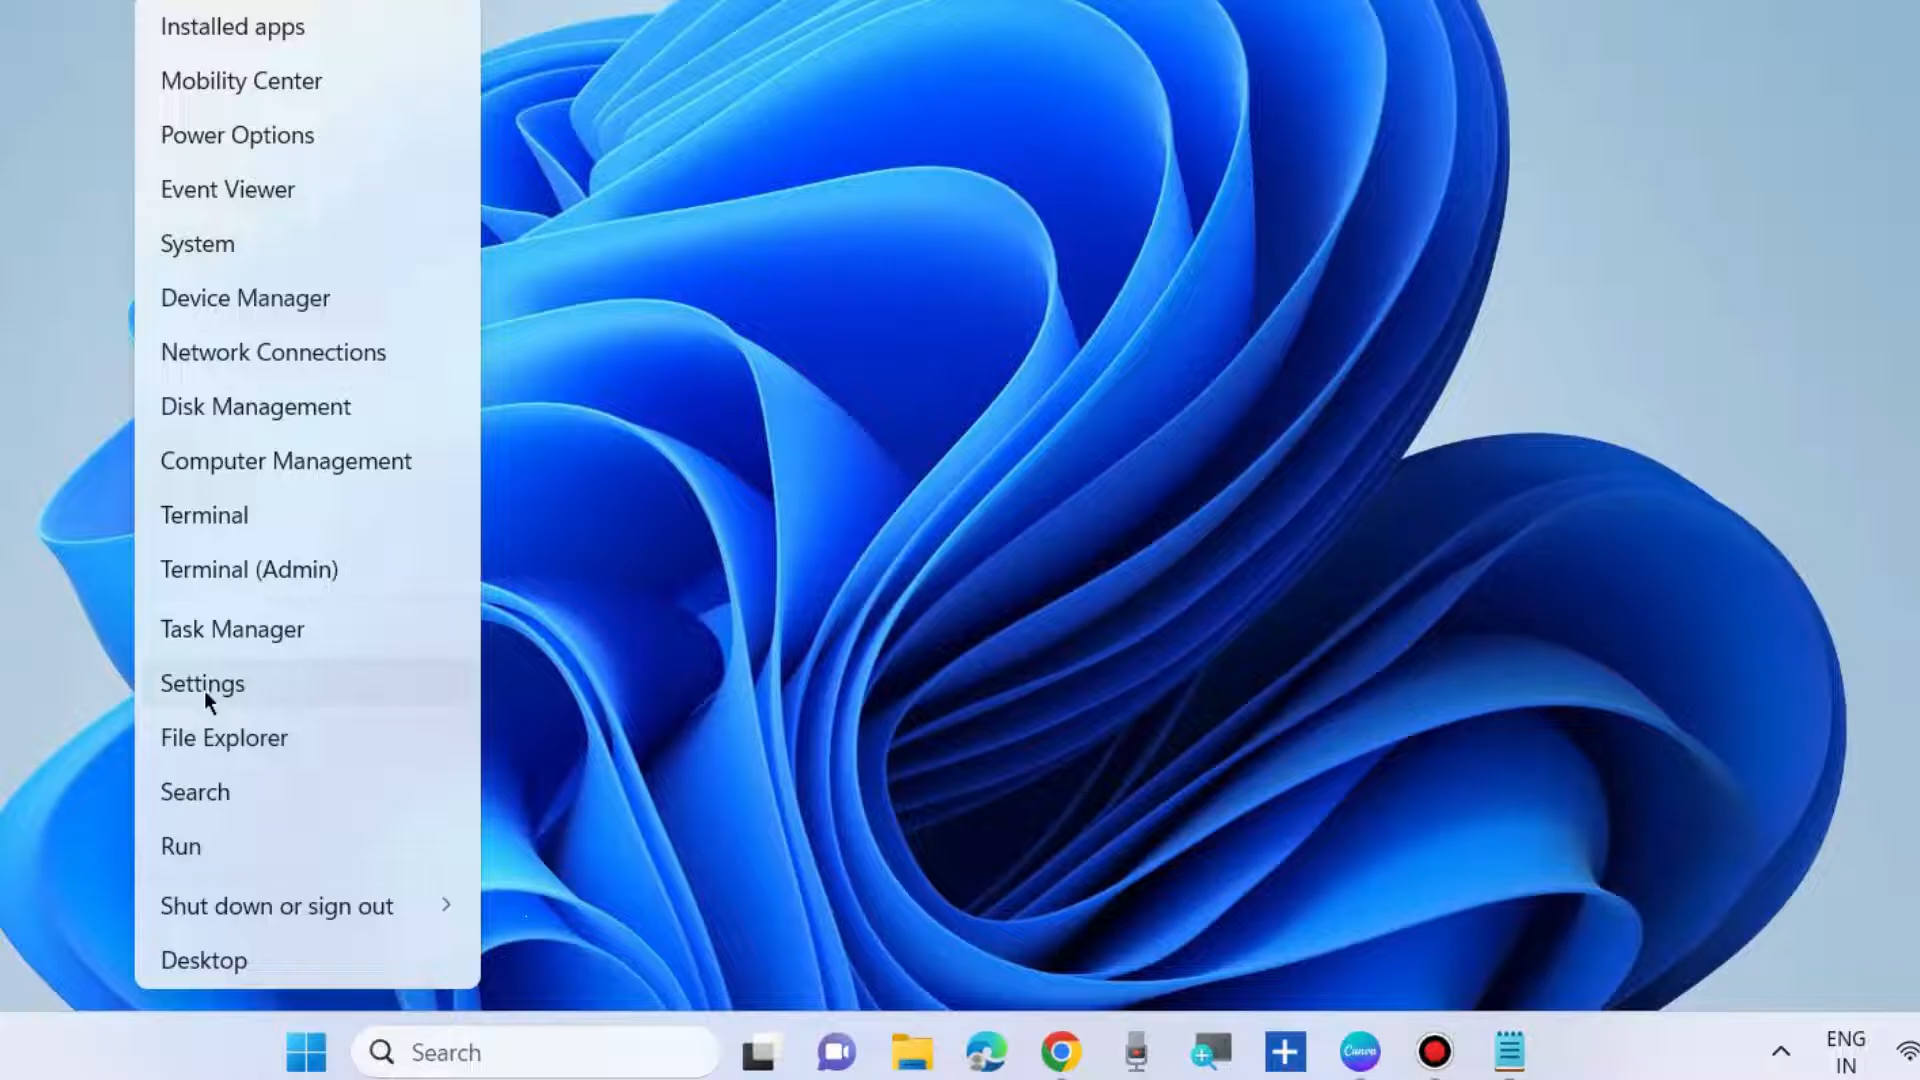 Installed apps
Mobility Center
Power Options
Event Viewer
System
Device Manager
Network Connections
Disk Management
Computer Management
Terminal
Terminal (Admin)
Task Manager
Settings
File Explorer
Search
Run
Shut down or sign out
Desktop
Search
Canva
ENG
IN